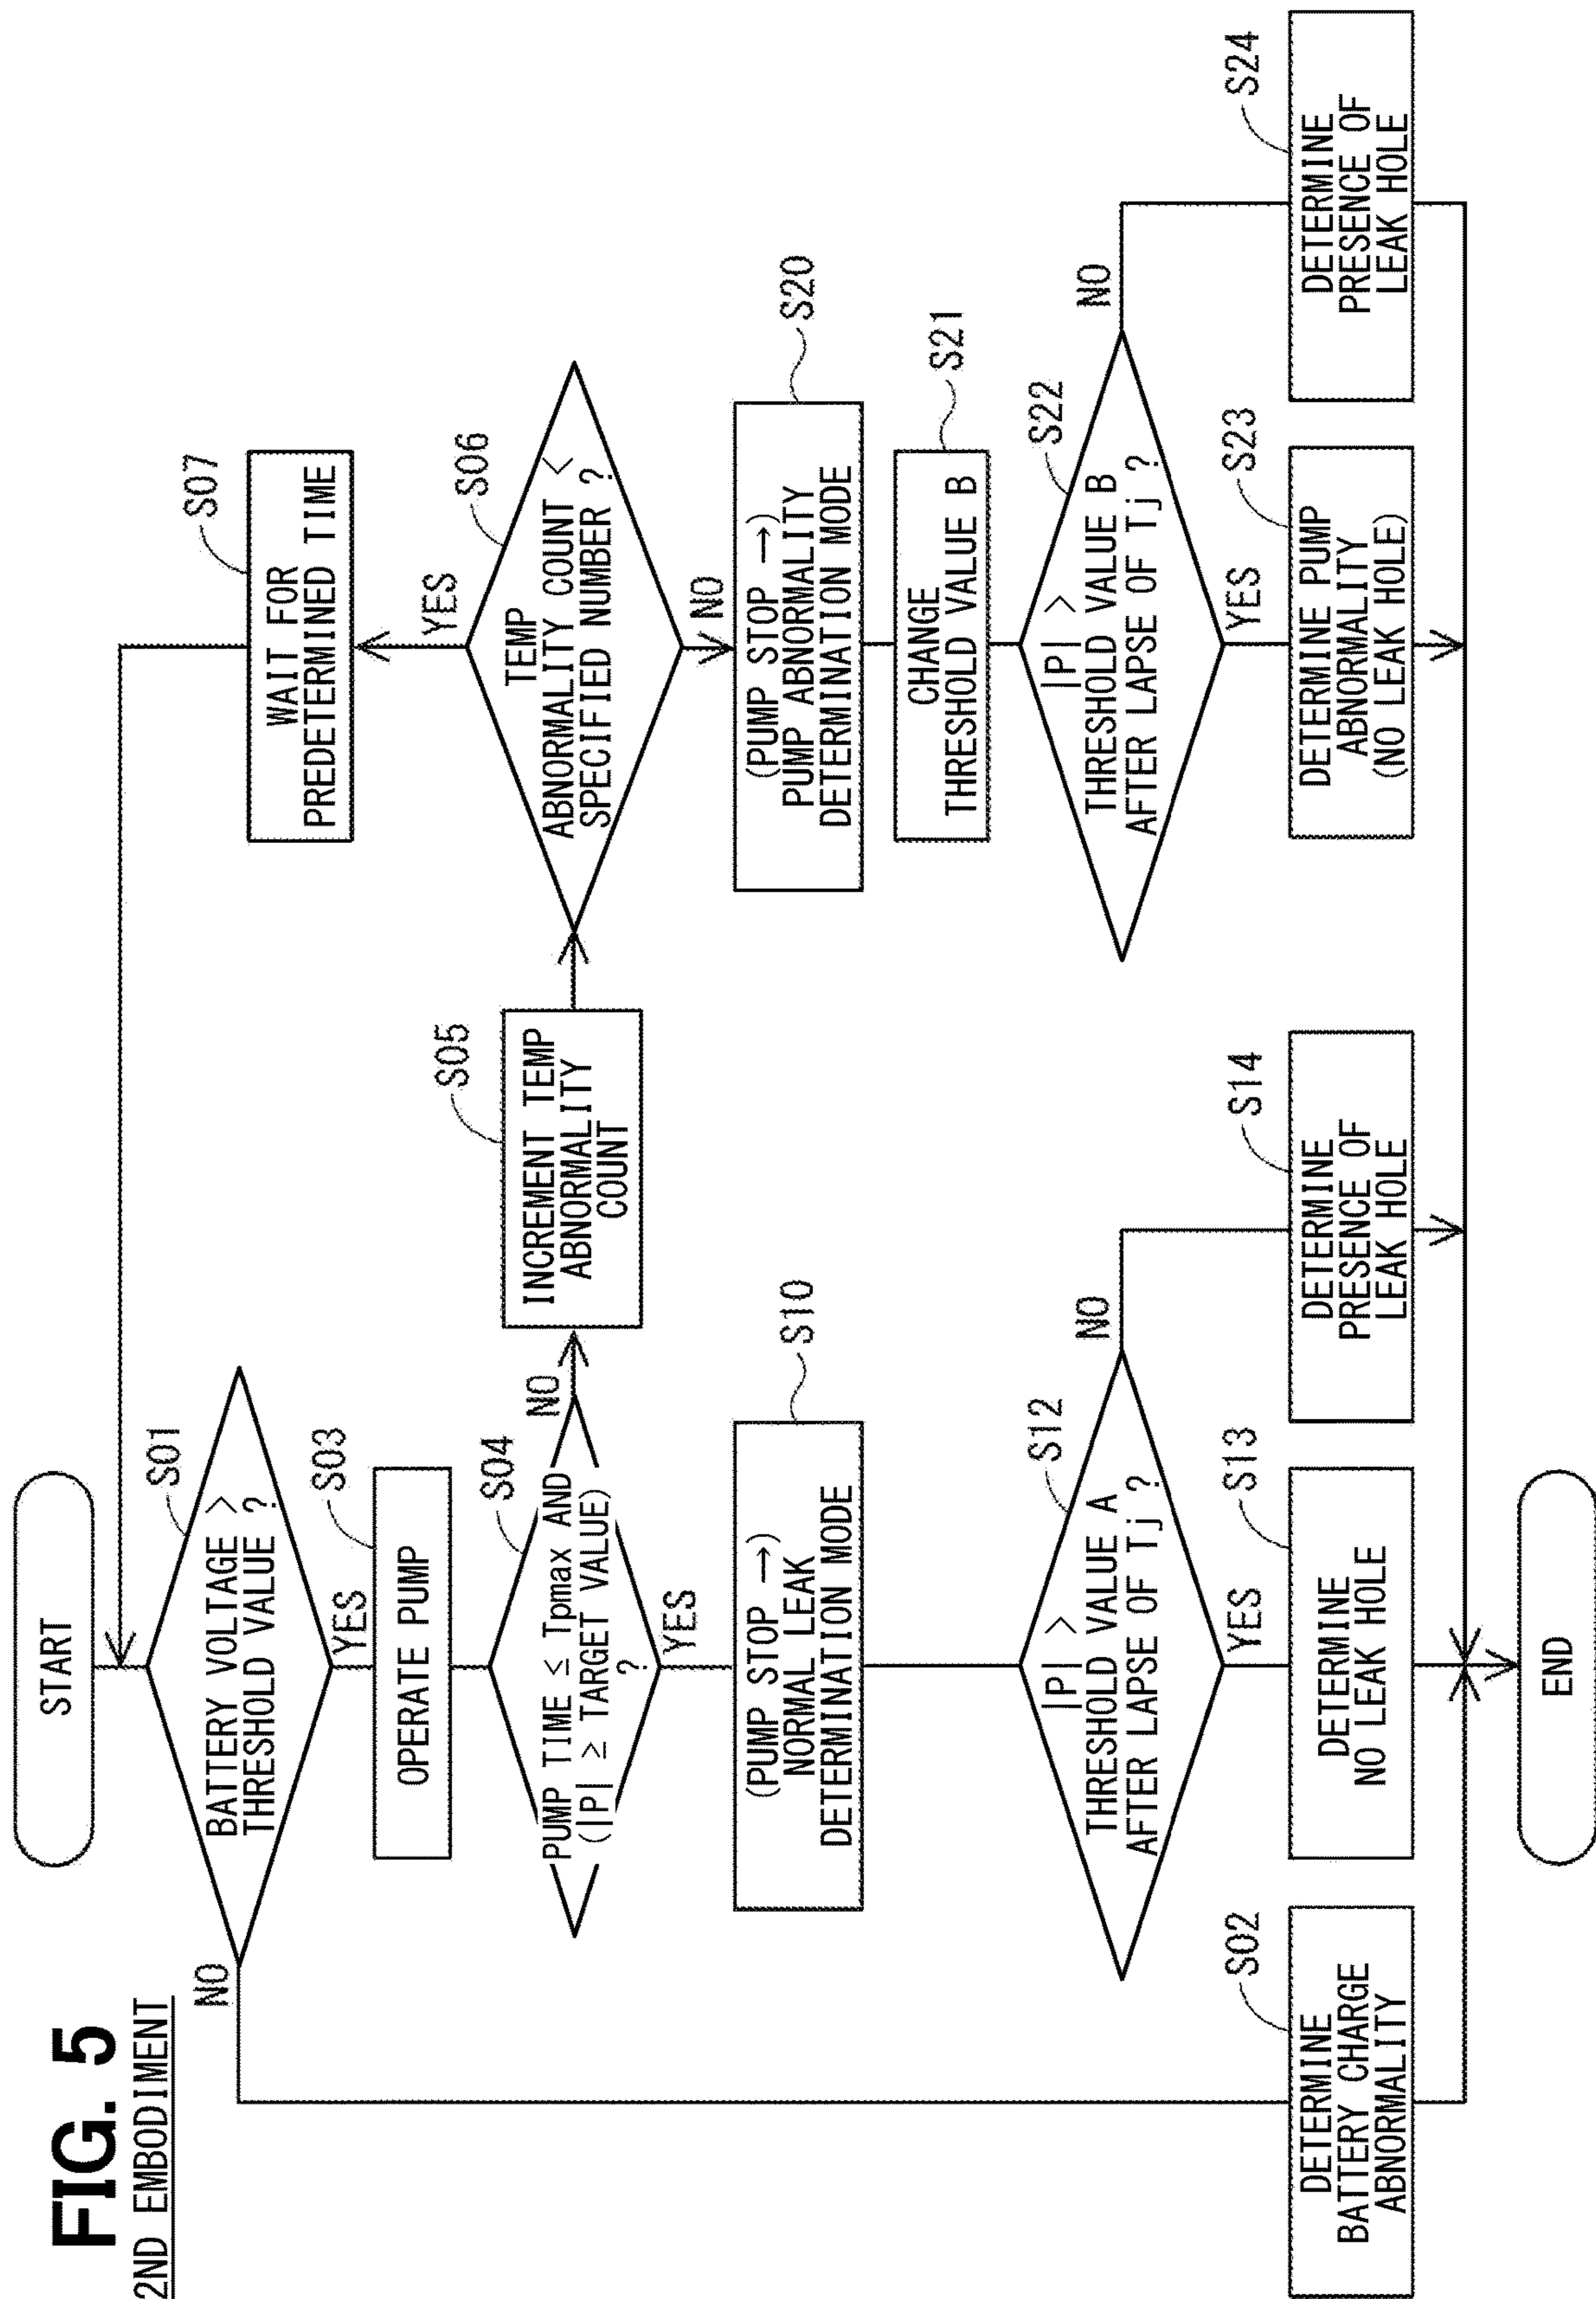 FIG. 5
2ND EMBODIMENT
START
S01
BATTERY VOLTAGE >
THRESHOLD VALUE ?
NO
YES
S03
OPERATE PUMP
S04
PUMP TIME ≤ Tpmax AND
(|P| ≥ TARGET VALUE)
?
NO
YES
S05
INCREMENT TEMP
ABNORMALITY
COUNT
S06
TEMP
ABNORMALITY COUNT <
SPECIFIED NUMBER ?
YES
NO
S07
WAIT FOR
PREDETERMINED TIME
S10
(PUMP STOP →)
NORMAL LEAK
DETERMINATION MODE
S12
|P| >
THRESHOLD VALUE A
AFTER LAPSE OF Tj ?
NO
YES
S20
(PUMP STOP →)
PUMP ABNORMALITY
DETERMINATION MODE
S21
CHANGE
THRESHOLD VALUE B
S22
|P| >
THRESHOLD VALUE B
AFTER LAPSE OF Tj ?
NO
YES
S02
DETERMINE
BATTERY CHARGE
ABNORMALITY
S13
DETERMINE
NO LEAK HOLE
S14
DETERMINE
PRESENCE OF
LEAK HOLE
S23
DETERMINE PUMP
ABNORMALITY
(NO LEAK HOLE)
S24
DETERMINE
PRESENCE OF
LEAK HOLE
END